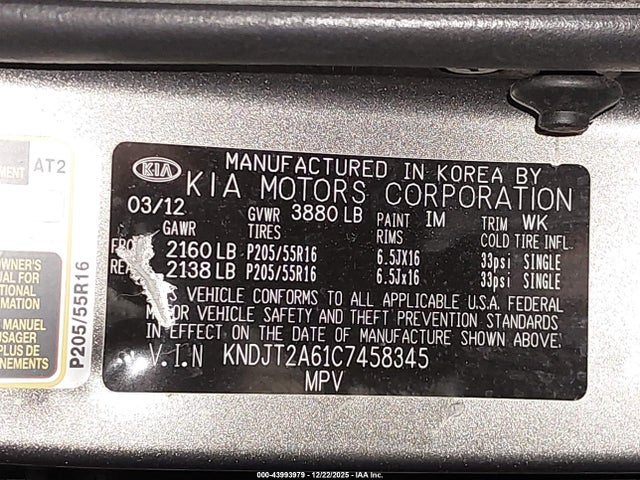 KIA
MANUFACTURED IN KOREA BY
KIA MOTORS CORPORATION
03/12 GVWR 3880 LB PAINT IM TRIM WK
GAWR TIRES RIMS COLD TIRE INFL.
2160 LB P205/55R16 6.5JX16 33psi SINGLE
2138 LB P205/55R16 6.5Jx16 33psi SINGLE
VEHICLE CONFORMS TO ALL APPLICABLE U.S.A. FEDERAL
VEHICLE SAFETY AND THEFT PREVENTION STANDARDS
IN EFFECT ON THE DATE OF MANUFACTURE SHOWN ABOVE.
V.I.N KNDJT2A61C7458345
MPV
AT2
P205/55R16
MANUEL
PLUS DE
000-43993979 12/22/2025 IAA Inc.